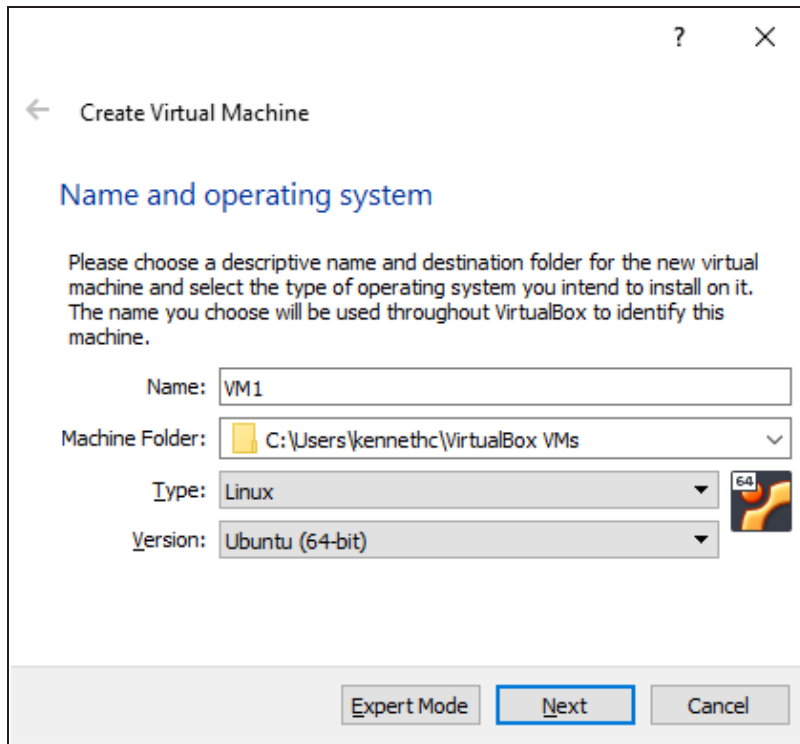 ?
Create Virtual Machine
Name and operating system
Please choose a descriptive name and destination folder for the new virtual
machine and select the type of operating system you intend to install on it.
The name you choose will be used throughout VirtualBox to identify this
machine.
Name: VM1
Machine Folder: C:\Users\kennethc\VirtualBox VMs
Type: Linux
64
Version: Ubuntu (64-bit)
Expert Mode Next Cancel